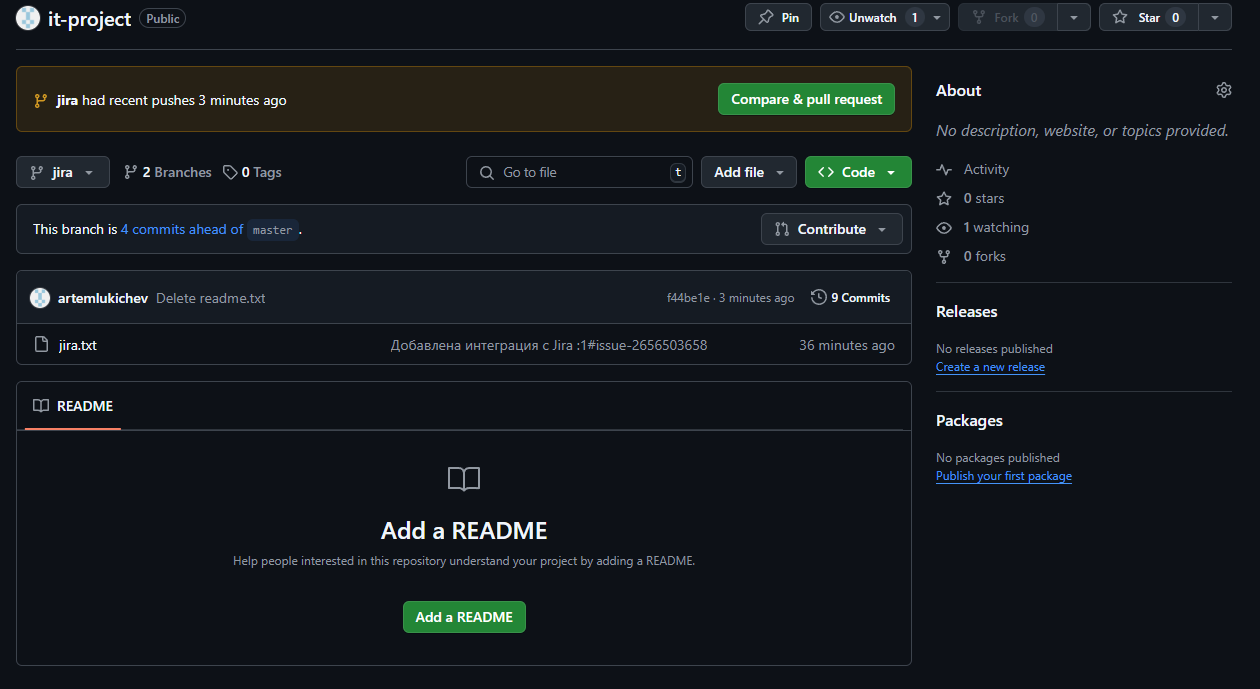 it-project Public
Pin
Unwatch 1
Fork 0
Star 0
jira had recent pushes 3 minutes ago
Compare & pull request
jira
2 Branches
0 Tags
Go to file
t
Add file
Code
This branch is 4 commits ahead of master .
Contribute
artemlukichev Delete readme.txt
f44be1e · 3 minutes ago
9 Commits
jira.txt
Добавлена интеграция с Jira :1#issue-2656503658
36 minutes ago
README
Add a README
Help people interested in this repository understand your project by adding a README.
Add a README
About
No description, website, or topics provided.
Activity
0 stars
1 watching
0 forks
Releases
No releases published
Create a new release
Packages
No packages published
Publish your first package